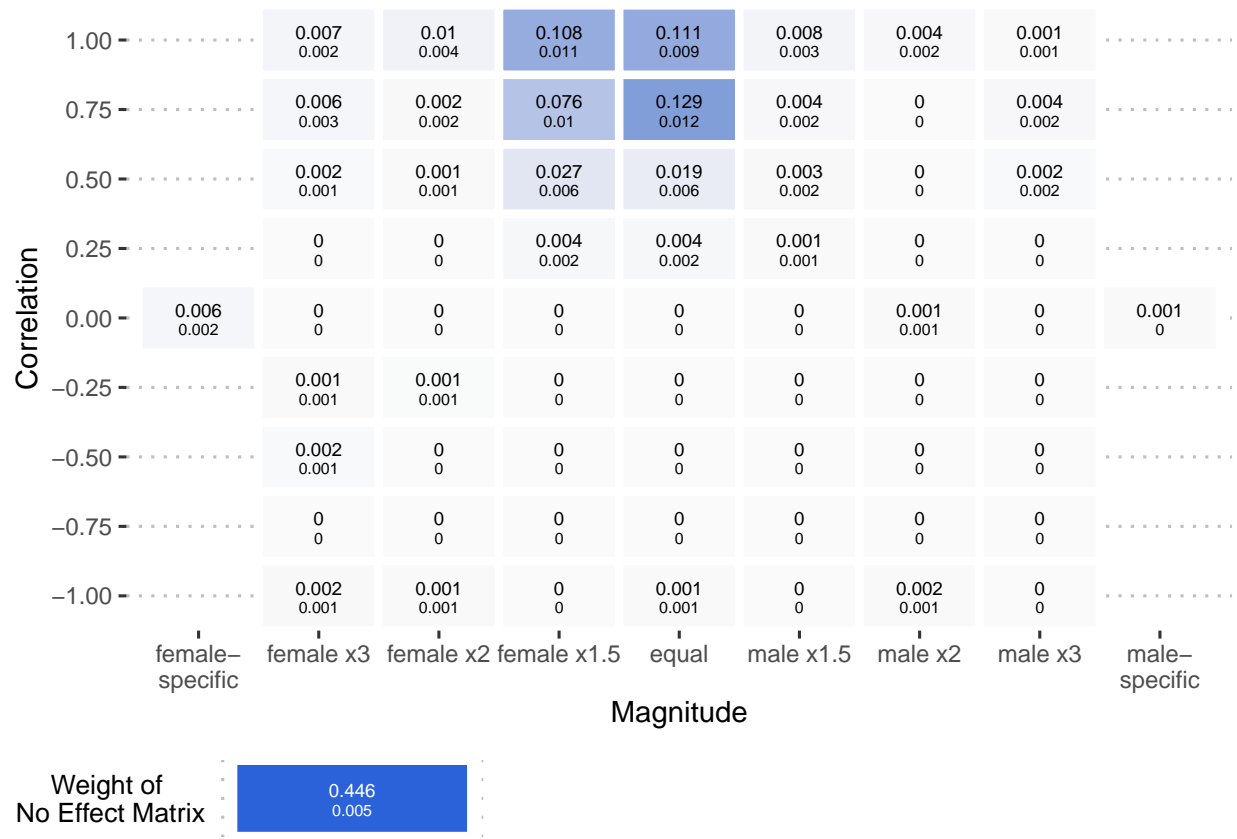 1.00 0.007 0.01 0.108 0.111 0.008 0.004 0.001
0.002 0.004 0.011 0.009 0.003 0.002 0.001
0.75 0.006 0.002 0.076 0.129 0.004 0 0.004
0.003 0.002 0.01 0.012 0.002 0 0.002
0.50 0.002 0.001 0.027 0.019 0.003 0 0.002
0.001 0.001 0.006 0.006 0.002 0 0.002
0.25 0 0 0.004 0.004 0.001 0 0
0 0 0.002 0.002 0.001 0 0
0.00 0.006 0 0 0 0 0 0.001 0 0.001
0.002 0 0 0 0 0 0.001 0 0
−0.25 0.001 0.001 0 0 0 0 0
0.001 0.001 0 0 0 0 0
−0.50 0.002 0 0 0 0 0 0
0.001 0 0 0 0 0 0
−0.75 0 0 0 0 0 0 0
0 0 0 0 0 0 0
−1.00 0.002 0.001 0 0.001 0 0.002 0
0.001 0.001 0 0.001 0 0.001 0
Correlation
female− female x3 female x2 female x1.5 equal male x1.5 male x2 male x3 male−
specific specific
Magnitude
Weight of
No Effect Matrix
0.446
0.005